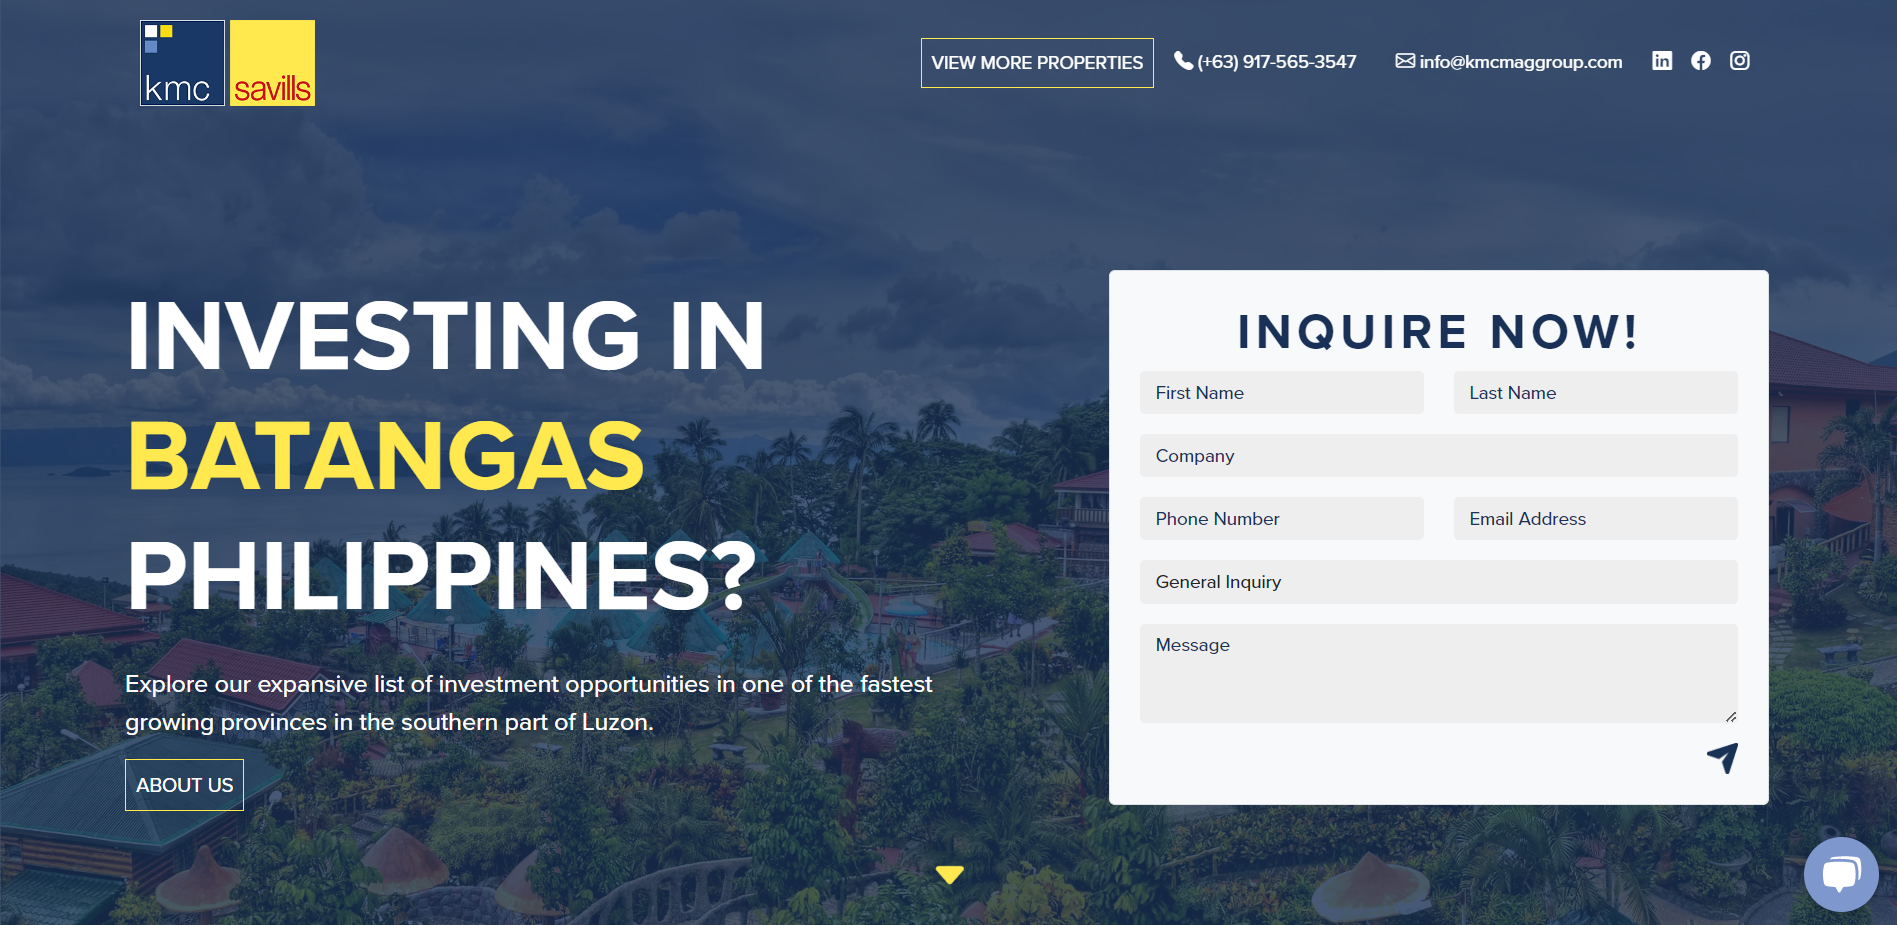 kmc savills
VIEW MORE PROPERTIES
(+63) 917-565-3547
info@kmcmaggroup.com
INVESTING IN
BATANGAS
PHILIPPINES?
Explore our expansive list of investment opportunities in one of the fastest
growing provinces in the southern part of Luzon.
ABOUT US
INQUIRE NOW!
First Name
Last Name
Company
Phone Number
Email Address
General Inquiry
Message